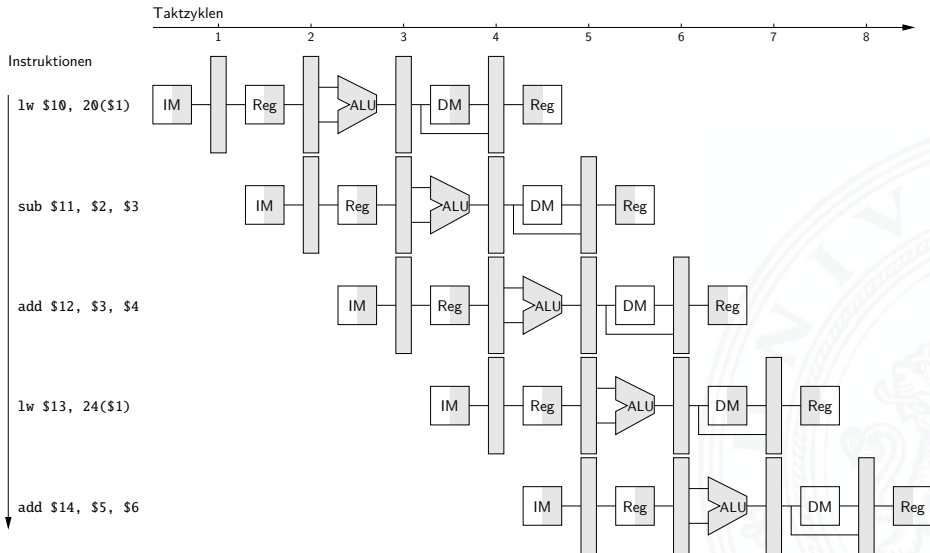 Taktzyklen
1 2 3 4 5 6 7 8
Instruktionen
lw $10, 20($1)
IM Reg ALU DM Reg
sub $11, $2, $3
IM Reg ALU DM Reg
add $12, $3, $4
IM Reg ALU DM Reg
lw $13, 24($1)
IM Reg ALU DM Reg
add $14, $5, $6
IM Reg ALU DM Reg
N I V